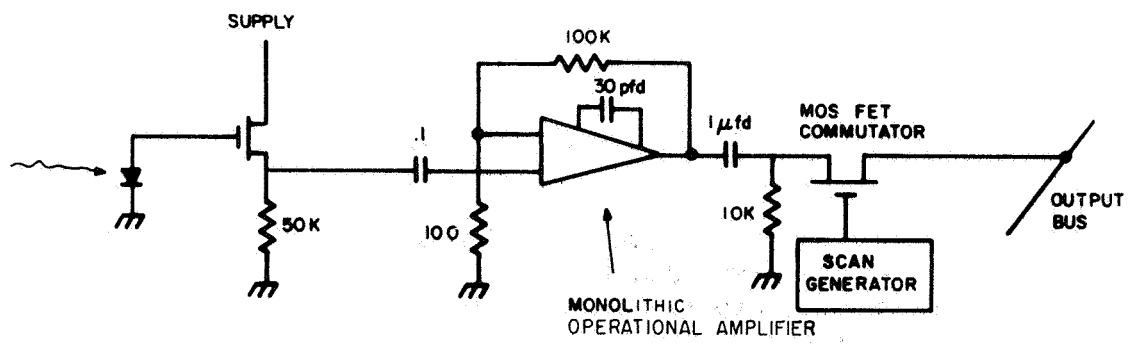 SUPPLY
100K
30 pfd
.1
1 µfd
MOS FET
COMMUTATOR
50K
100
10K
OUTPUT
BUS
SCAN
GENERATOR
MONOLITHIC
OPERATIONAL AMPLIFIER